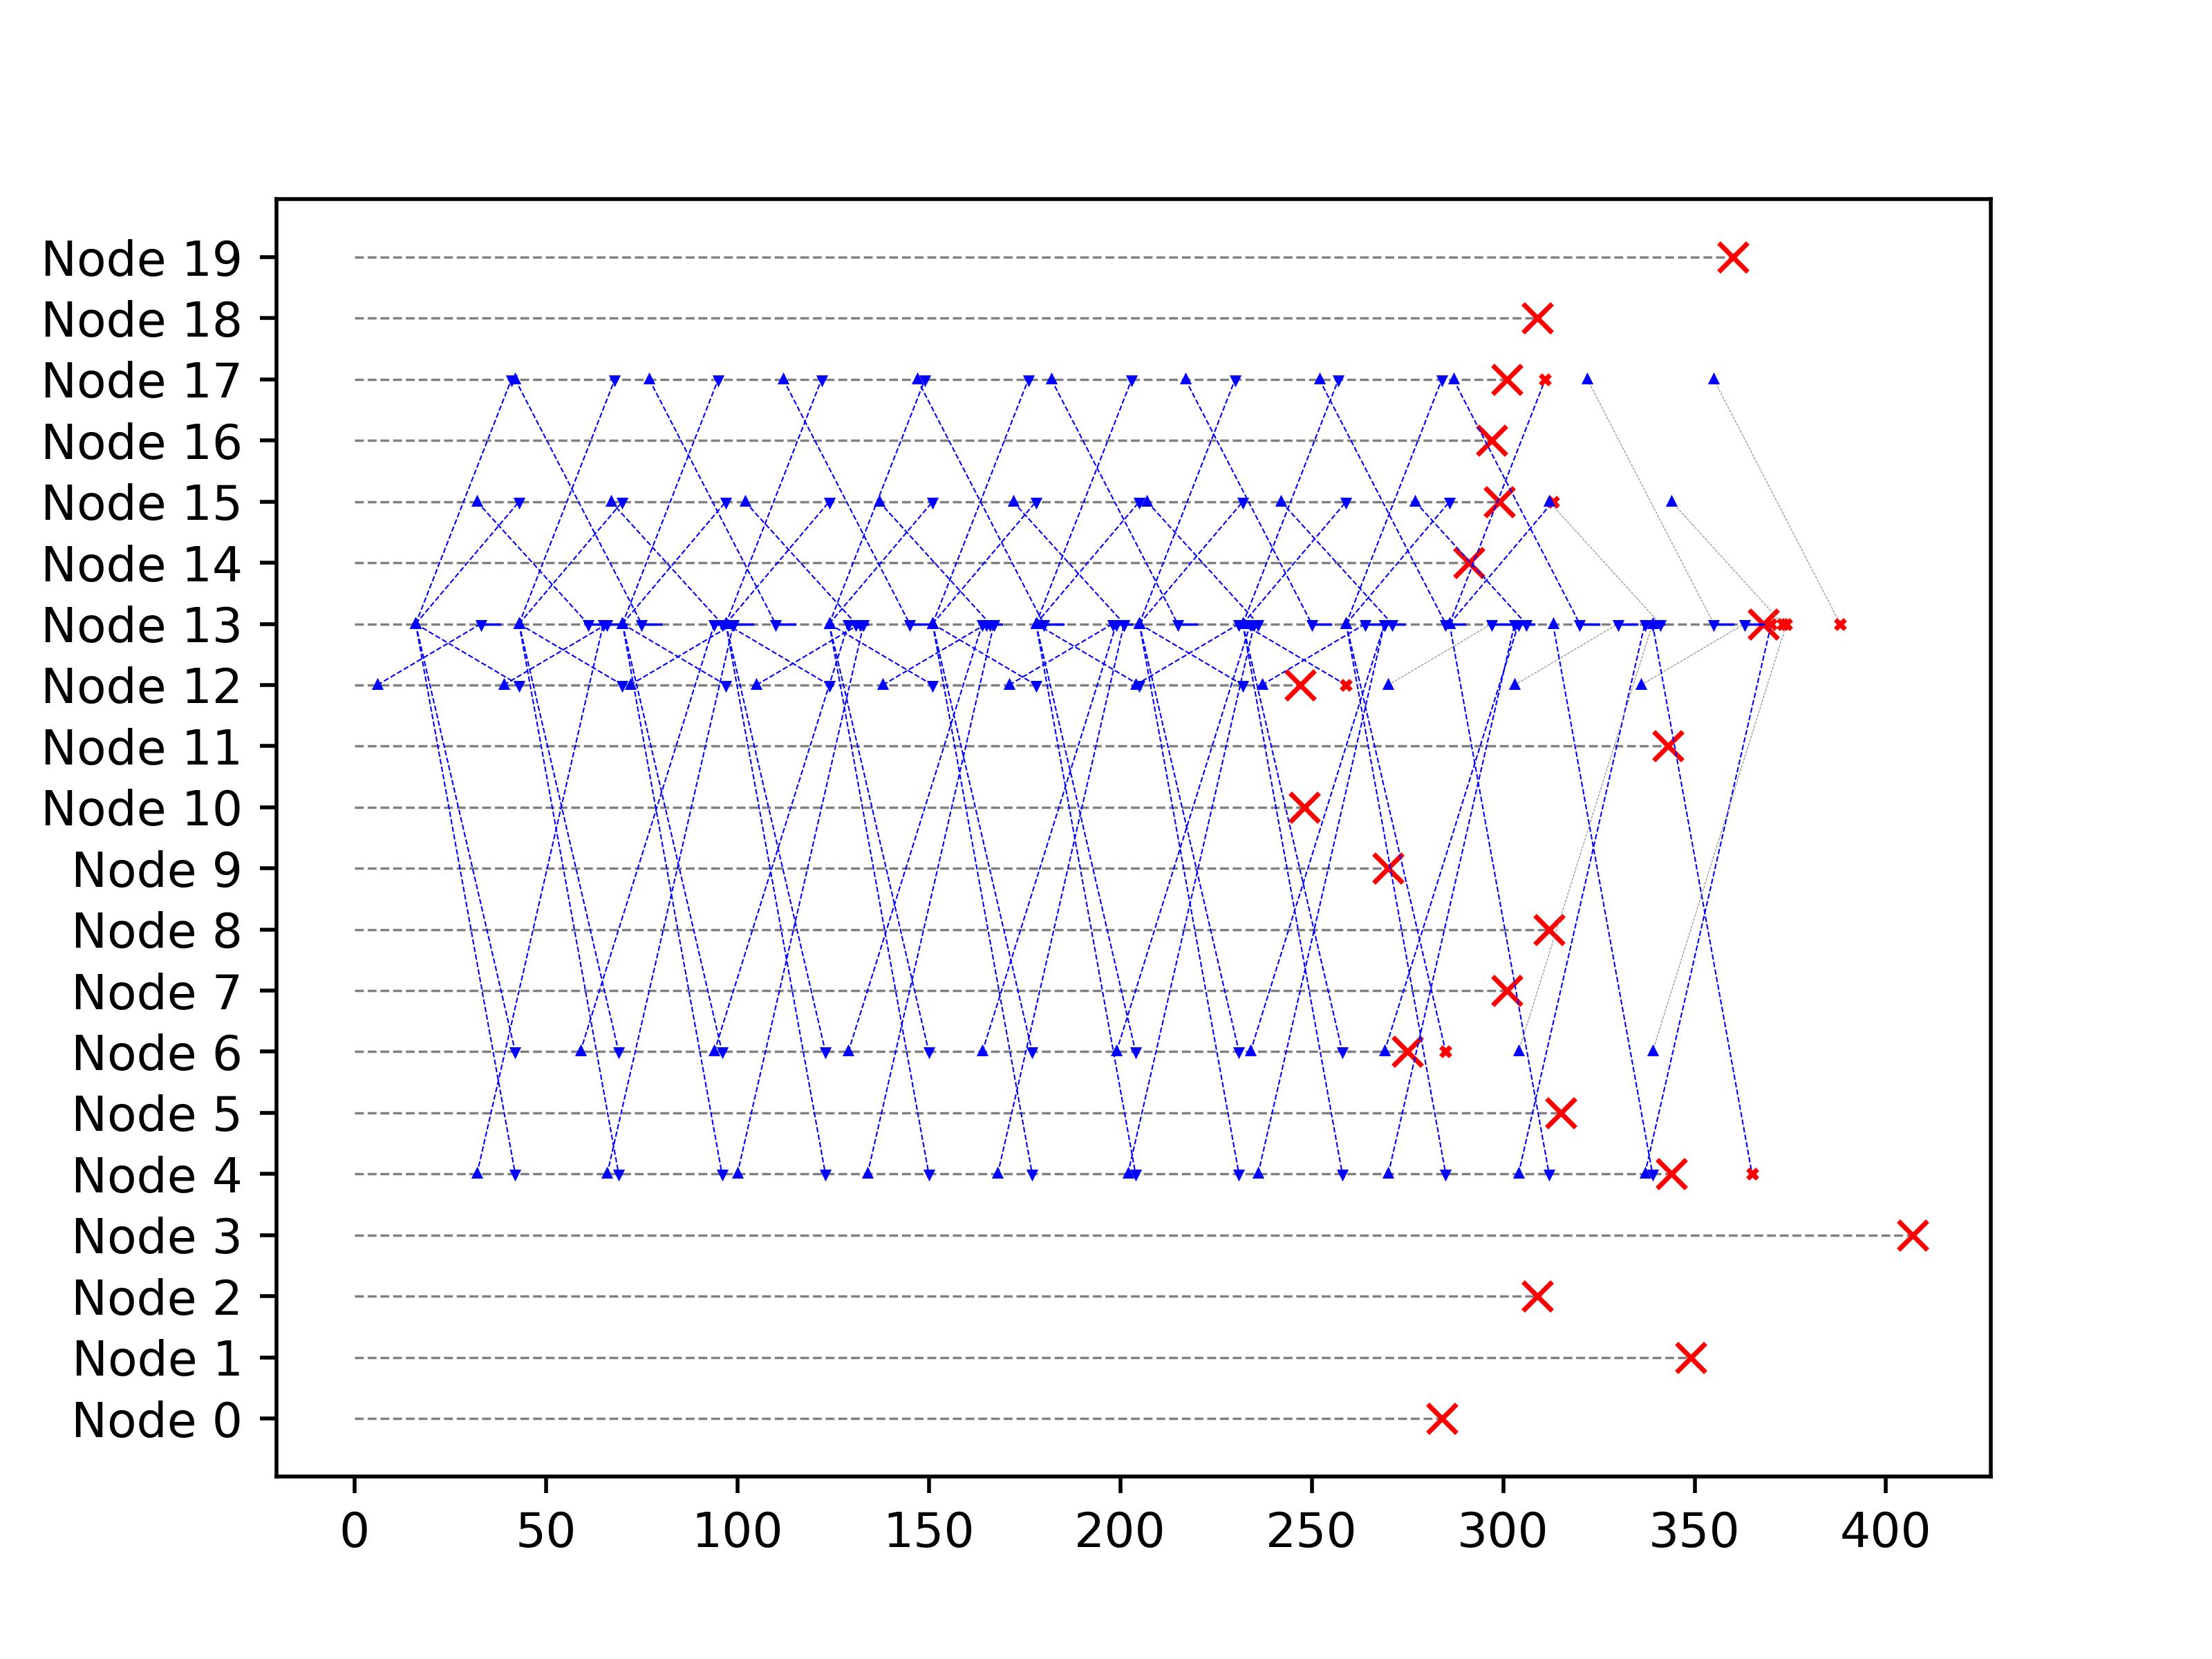 Node 19
Node 18
Node 17
Node 16
Node 15
Node 14
Node 13
Node 12
Node 11
Node 10
Node 9
Node 8
Node 7
Node 6
Node 5
Node 4
Node 3
Node 2
Node 1
Node 0
0 50 100 150 200 250 300 350 400